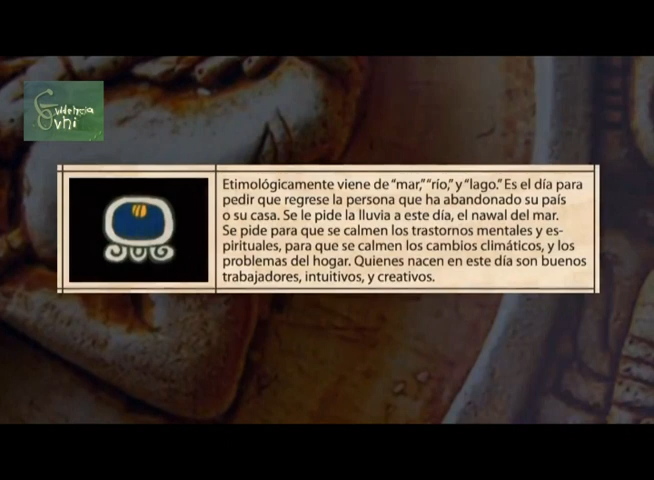 Evidencia
Ovni
Etimológicamente viene de “mar,” “río,” y “lago.” Es el día para
pedir que regrese la persona que ha abandonado su país
o su casa. Se le pide la lluvia a este día, el nawal del mar.
Se pide para que se calmen los trastornos mentales y es-
pirituales, para que se calmen los cambios climáticos, y los
problemas del hogar. Quienes nacen en este día son buenos
trabajadores, intuitivos, y creativos.